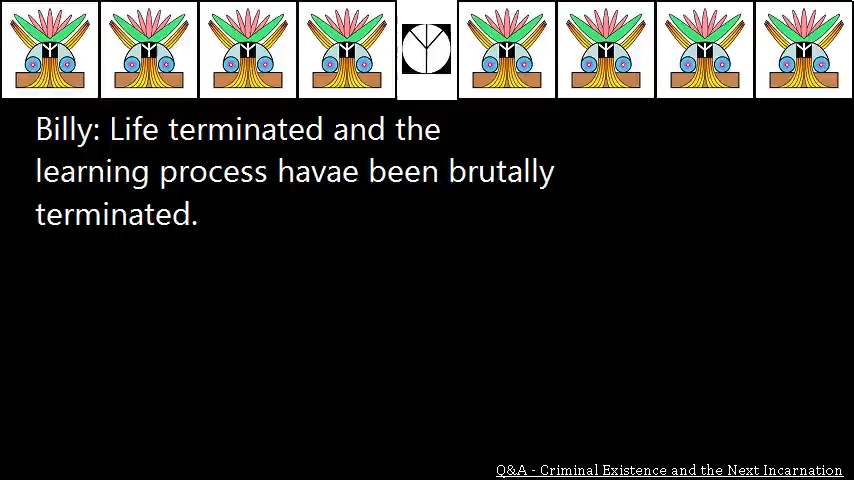 Billy: Life terminated and the
learning process havae been brutally
terminated.
Q&A - Criminal Existence and the Next Incarnation